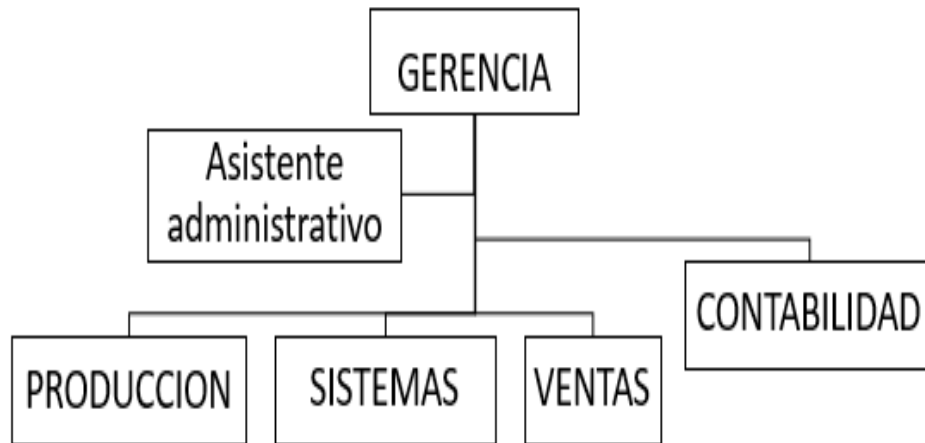 GERENCIA
Asistente
administrativo
CONTABILIDAD
PRODUCCION
SISTEMAS
VENTAS